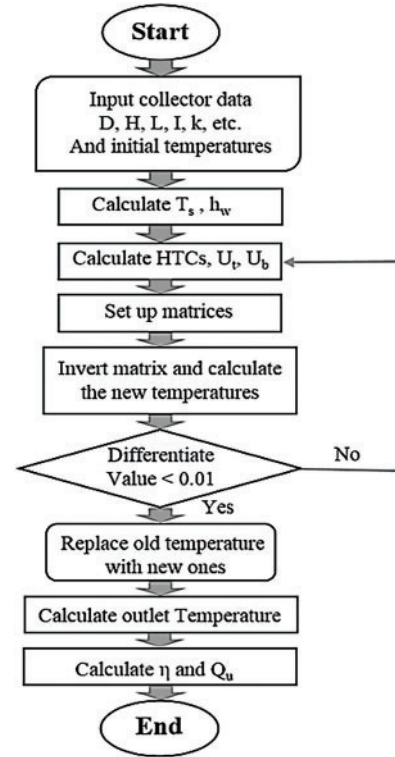 Start
Input collector data
D, H, L, I, k, etc.
And initial temperatures
Calculate Tₛ , h_w
Calculate HTCs, U_t, U_b
Set up matrices
Invert matrix and calculate
the new temperatures
Differentiate
Value < 0.01
No
Yes
Replace old temperature
with new ones
Calculate outlet Temperature
Calculate η and Q_u
End